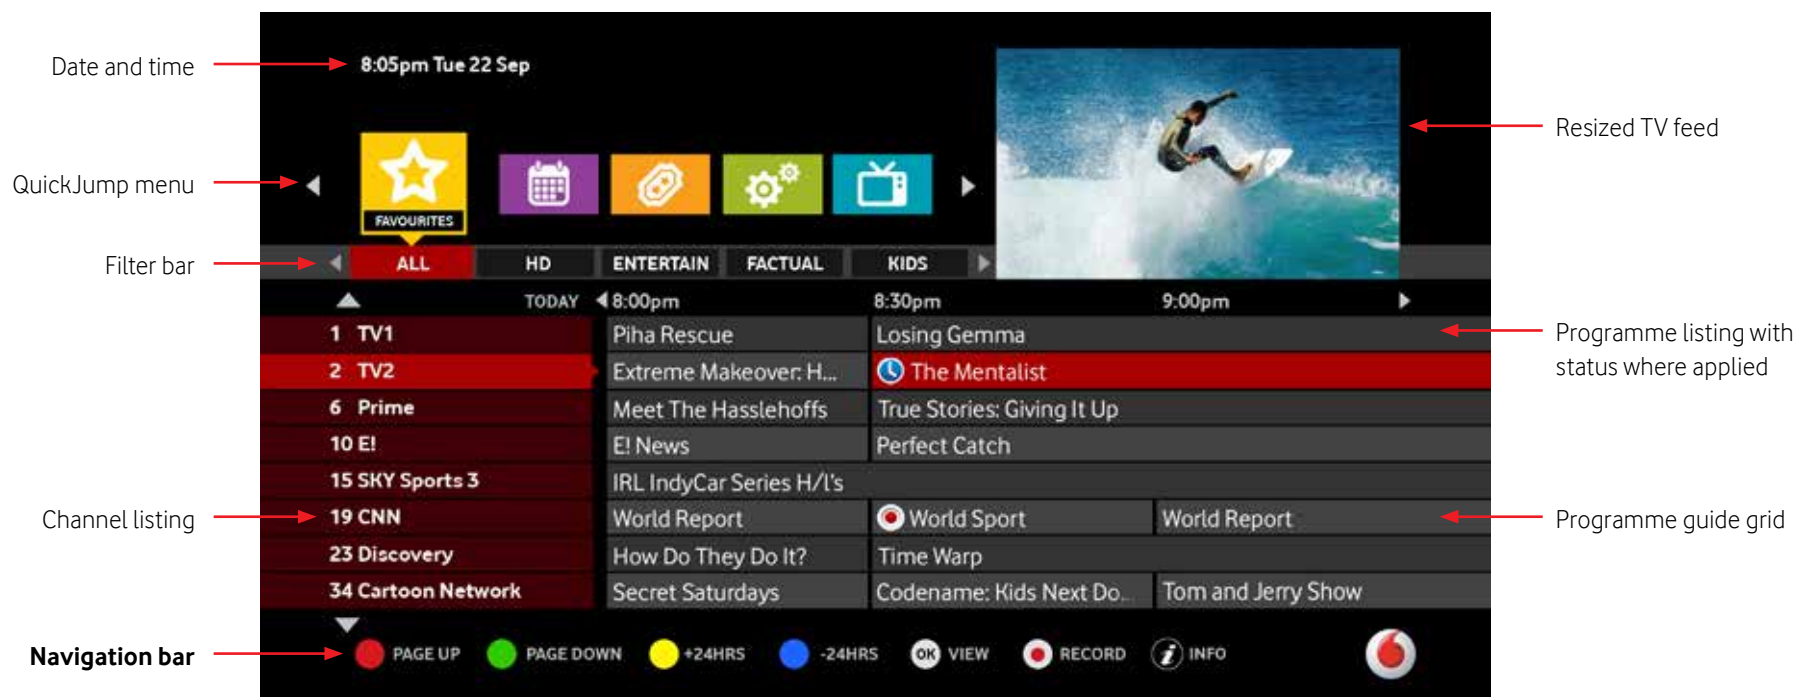 Date and time
8:05pm Tue 22 Sep
Resized TV feed
QuickJump menu
FAVOURITES
Filter bar
ALL HD ENTERTAIN FACTUAL KIDS
TODAY 8:00pm 8:30pm 9:00pm
1 TV1 Piha Rescue Losing Gemma
Programme listing with
status where applied
2 TV2 Extreme Makeover: H... The Mentalist
6 Prime Meet The Hasslehoffs True Stories: Giving It Up
10 E! E! News Perfect Catch
15 SKY Sports 3 IRL IndyCar Series H/l's
Channel listing
19 CNN World Report World Sport World Report
Programme guide grid
23 Discovery How Do They Do It? Time Warp
34 Cartoon Network Secret Saturdays Codename: Kids Next Do.. Tom and Jerry Show
Navigation bar
PAGE UP PAGE DOWN +24HRS -24HRS OK VIEW RECORD i INFO